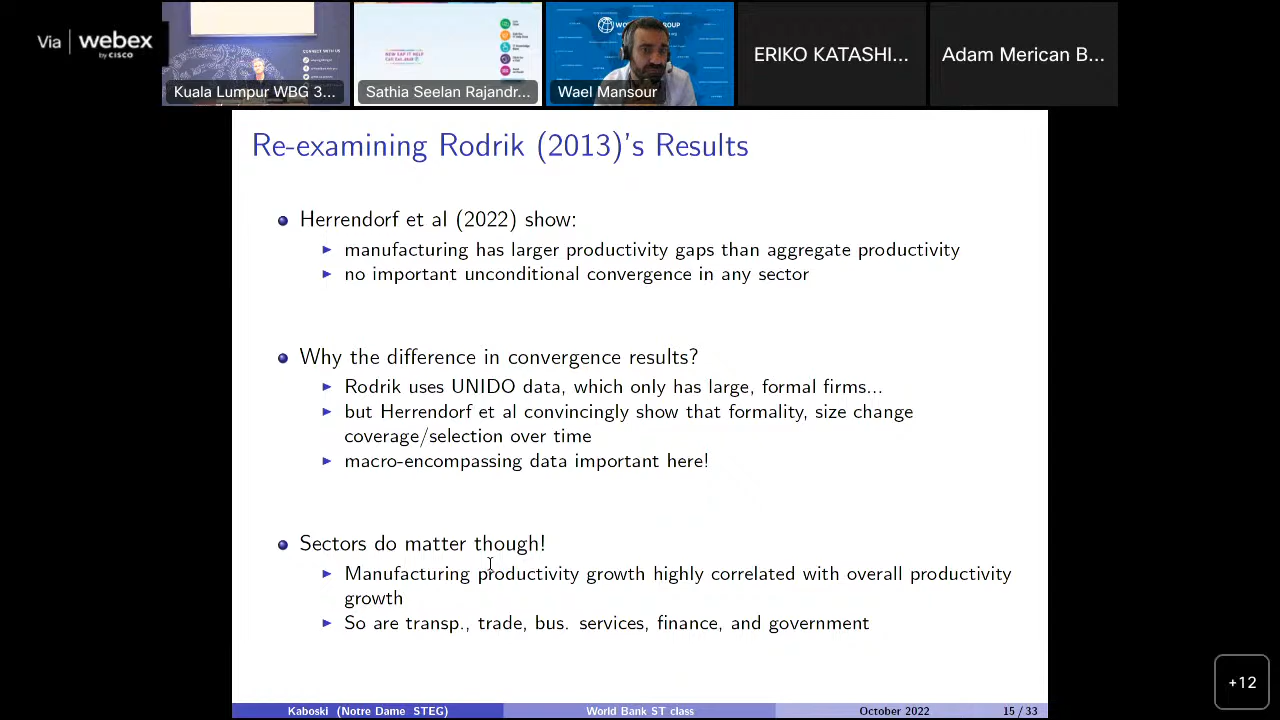 Via webex
by CISCO
CONNECT WITH US
Kuala Lumpur WBG 3...
Sathia Seelan Rajandr...
Wael Mansour
ERIKO KATASHI...
Adam Merican B...
Re-examining Rodrik (2013)'s Results
Herrendorf et al (2022) show:
manufacturing has larger productivity gaps than aggregate productivity
no important unconditional convergence in any sector
Why the difference in convergence results?
Rodrik uses UNIDO data, which only has large, formal firms...
but Herrendorf et al convincingly show that formality, size change
coverage/selection over time
macro-encompassing data important here!
Sectors do matter though!
Manufacturing productivity growth highly correlated with overall productivity
growth
So are transp., trade, bus. services, finance, and government
Kaboski (Notre Dame STEG)
World Bank ST class
October 2022
15 / 33
+12